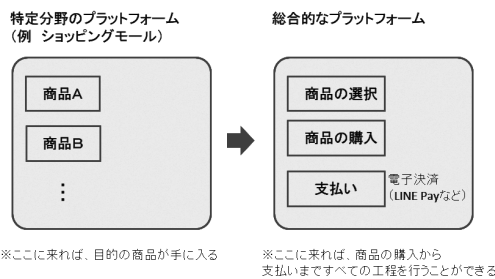 特定分野のプラットフォーム
（例　ショッピングモール）
商品A
商品B
⋮
※ここに来れば、目的の商品が手に入る
総合的なプラットフォーム
商品の選択
商品の購入
支払い
電子決済
（LINE Payなど）
※ここに来れば、商品の購入から
支払いまですべての工程を行うことができる